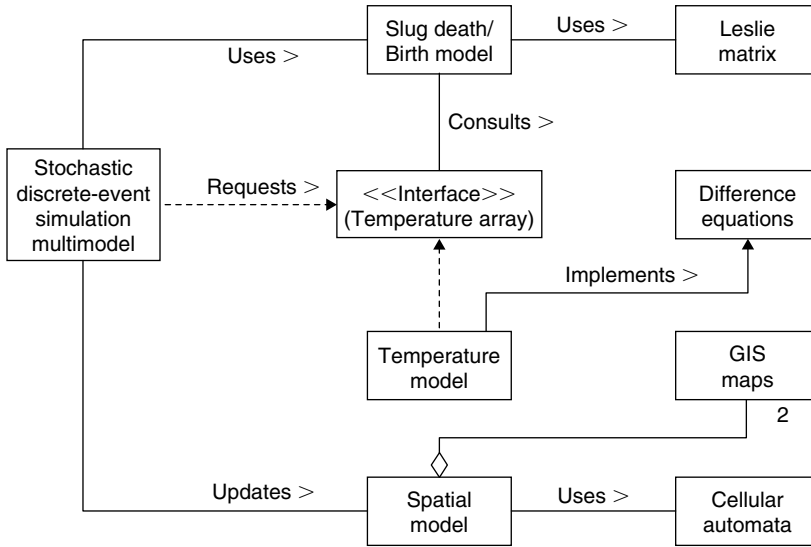 Slug death/
Birth model
Uses >
Uses >
Leslie
matrix
Consults >
Stochastic
discrete-event
simulation
multimodel
Requests >
<<Interface>>
(Temperature array)
Difference
equations
Implements >
Temperature
model
GIS
maps
2
Updates >
Spatial
model
Uses >
Cellular
automata